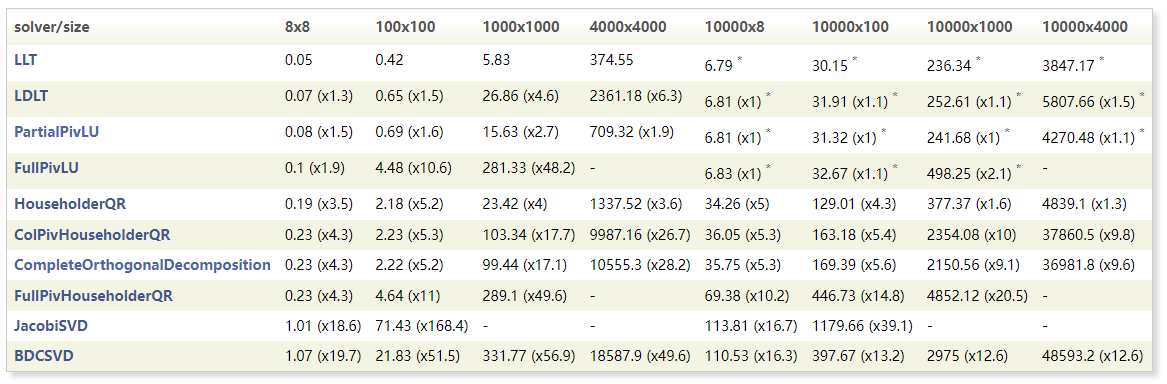 solver/size 8x8 100x100 1000x1000 4000x4000 10000x8 10000x100 10000x1000 10000x4000
LLT 0.05 0.42 5.83 374.55 6.79 * 30.15 * 236.34 * 3847.17 *
LDLT 0.07 (x1.3) 0.65 (x1.5) 26.86 (x4.6) 2361.18 (x6.3) 6.81 (x1) * 31.91 (x1.1) * 252.61 (x1.1) * 5807.66 (x1.5) *
PartialPivLU 0.08 (x1.5) 0.69 (x1.6) 15.63 (x2.7) 709.32 (x1.9) 6.81 (x1) * 31.32 (x1) * 241.68 (x1) * 4270.48 (x1.1) *
FullPivLU 0.1 (x1.9) 4.48 (x10.6) 281.33 (x48.2) - 6.83 (x1) * 32.67 (x1.1) * 498.25 (x2.1) * -
HouseholderQR 0.19 (x3.5) 2.18 (x5.2) 23.42 (x4) 1337.52 (x3.6) 34.26 (x5) 129.01 (x4.3) 377.37 (x1.6) 4839.1 (x1.3)
ColPivHouseholderQR 0.23 (x4.3) 2.23 (x5.3) 103.34 (x17.7) 9987.16 (x26.7) 36.05 (x5.3) 163.18 (x5.4) 2354.08 (x10) 37860.5 (x9.8)
CompleteOrthogonalDecomposition 0.23 (x4.3) 2.22 (x5.2) 99.44 (x17.1) 10555.3 (x28.2) 35.75 (x5.3) 169.39 (x5.6) 2150.56 (x9.1) 36981.8 (x9.6)
FullPivHouseholderQR 0.23 (x4.3) 4.64 (x11) 289.1 (x49.6) - 69.38 (x10.2) 446.73 (x14.8) 4852.12 (x20.5) -
JacobiSVD 1.01 (x18.6) 71.43 (x168.4) - - 113.81 (x16.7) 1179.66 (x39.1) - -
BDCSVD 1.07 (x19.7) 21.83 (x51.5) 331.77 (x56.9) 18587.9 (x49.6) 110.53 (x16.3) 397.67 (x13.2) 2975 (x12.6) 48593.2 (x12.6)